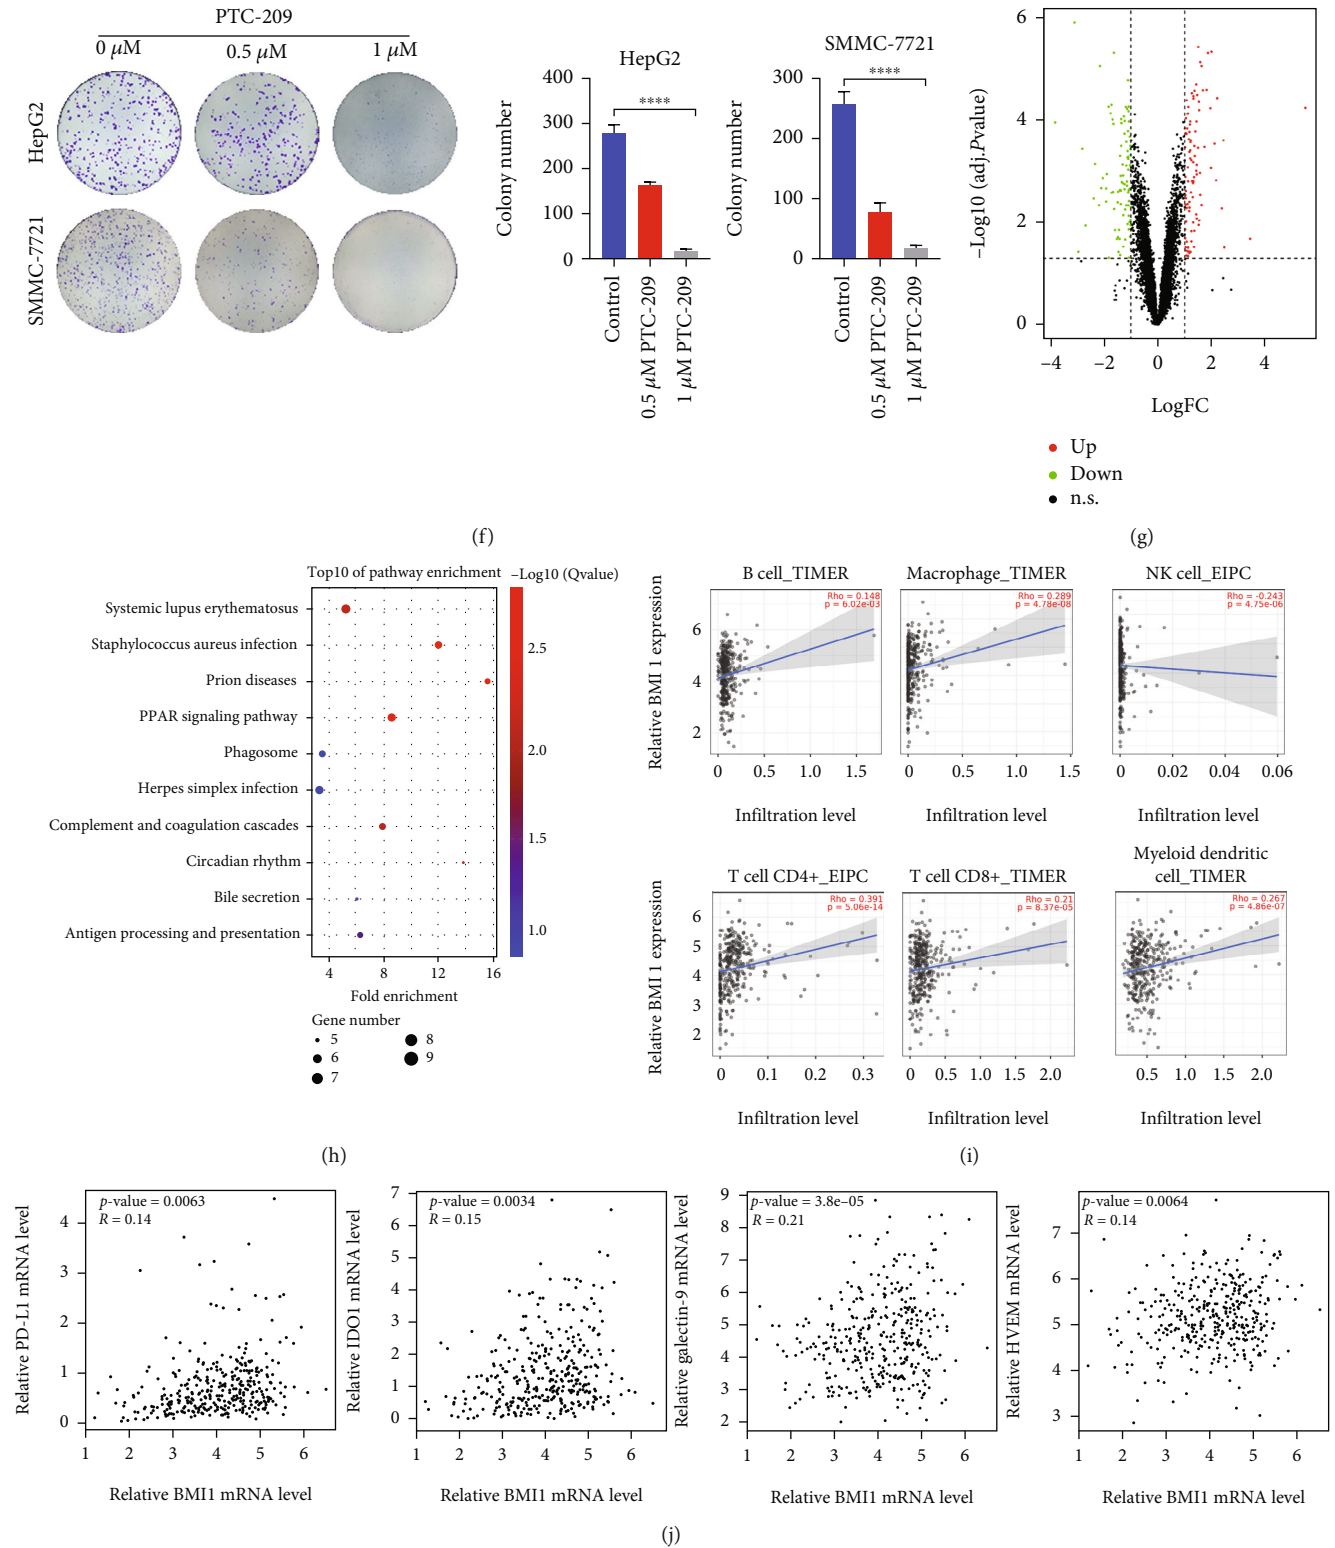 PTC-209
0 μM
0.5 μM
1 μM
HepG2
SMMC-7721
HepG2
Colony number
400
300
200
100
0
****
Control
0.5 μM PTC-209
1 μM PTC-209
SMMC-7721
Colony number
300
200
100
0
****
Control
0.5 μM PTC-209
1 μM PTC-209
(f)
−Log10 (adj.Pvalue)
6
4
2
0
−4
−2
0
2
4
LogFC
Up
Down
n.s.
(g)
Top10 of pathway enrichment
−Log10 (Qvalue)
Systemic lupus erythematosus
Staphylococcus aureus infection
Prion diseases
PPAR signaling pathway
Phagosome
Herpes simplex infection
Complement and coagulation cascades
Circadian rhythm
Bile secretion
Antigen processing and presentation
4
8
12
16
Fold enrichment
2.5
2.0
1.5
1.0
Gene number
5
6
7
8
9
(h)
B cell_TIMER
Relative BMI 1 expression
Rho = 0.148
p = 6.02e-03
6
4
2
0
0.5
1.0
1.5
Infiltration level
Macrophage_TIMER
Rho = 0.289
p = 4.78e-08
0
0.5
1.0
1.5
Infiltration level
NK cell_EIPC
Rho = -0.243
p = 4.75e-06
0
0.02
0.04
0.06
Infiltration level
T cell CD4+_EIPC
Relative BMI 1 expression
Rho = 0.391
p = 5.06e-14
6
5
4
3
2
0
0.1
0.2
0.3
Infiltration level
T cell CD8+_TIMER
Rho = 0.21
p = 8.37e-05
0
0.5
1.0
1.5
2.0
Infiltration level
Myeloid dendritic
cell_TIMER
Rho = 0.267
p = 4.86e-07
0.5
1.0
1.5
2.0
Infiltration level
(i)
Relative PD-L1 mRNA level
p-value = 0.0063
R = 0.14
4
3
2
1
0
1
2
3
4
5
6
Relative BMI1 mRNA level
Relative IDO1 mRNA level
p-value = 0.0034
R = 0.15
7
6
5
4
3
2
1
0
1
2
3
4
5
6
Relative BMI1 mRNA level
Relative galectin-9 mRNA level
p-value = 3.8e−05
R = 0.21
9
8
7
6
5
4
3
2
1
2
3
4
5
6
Relative BMI1 mRNA level
Relative HVEM mRNA level
p-value = 0.0064
R = 0.14
7
6
5
4
3
1
2
3
4
5
6
Relative BMI1 mRNA level
(j)